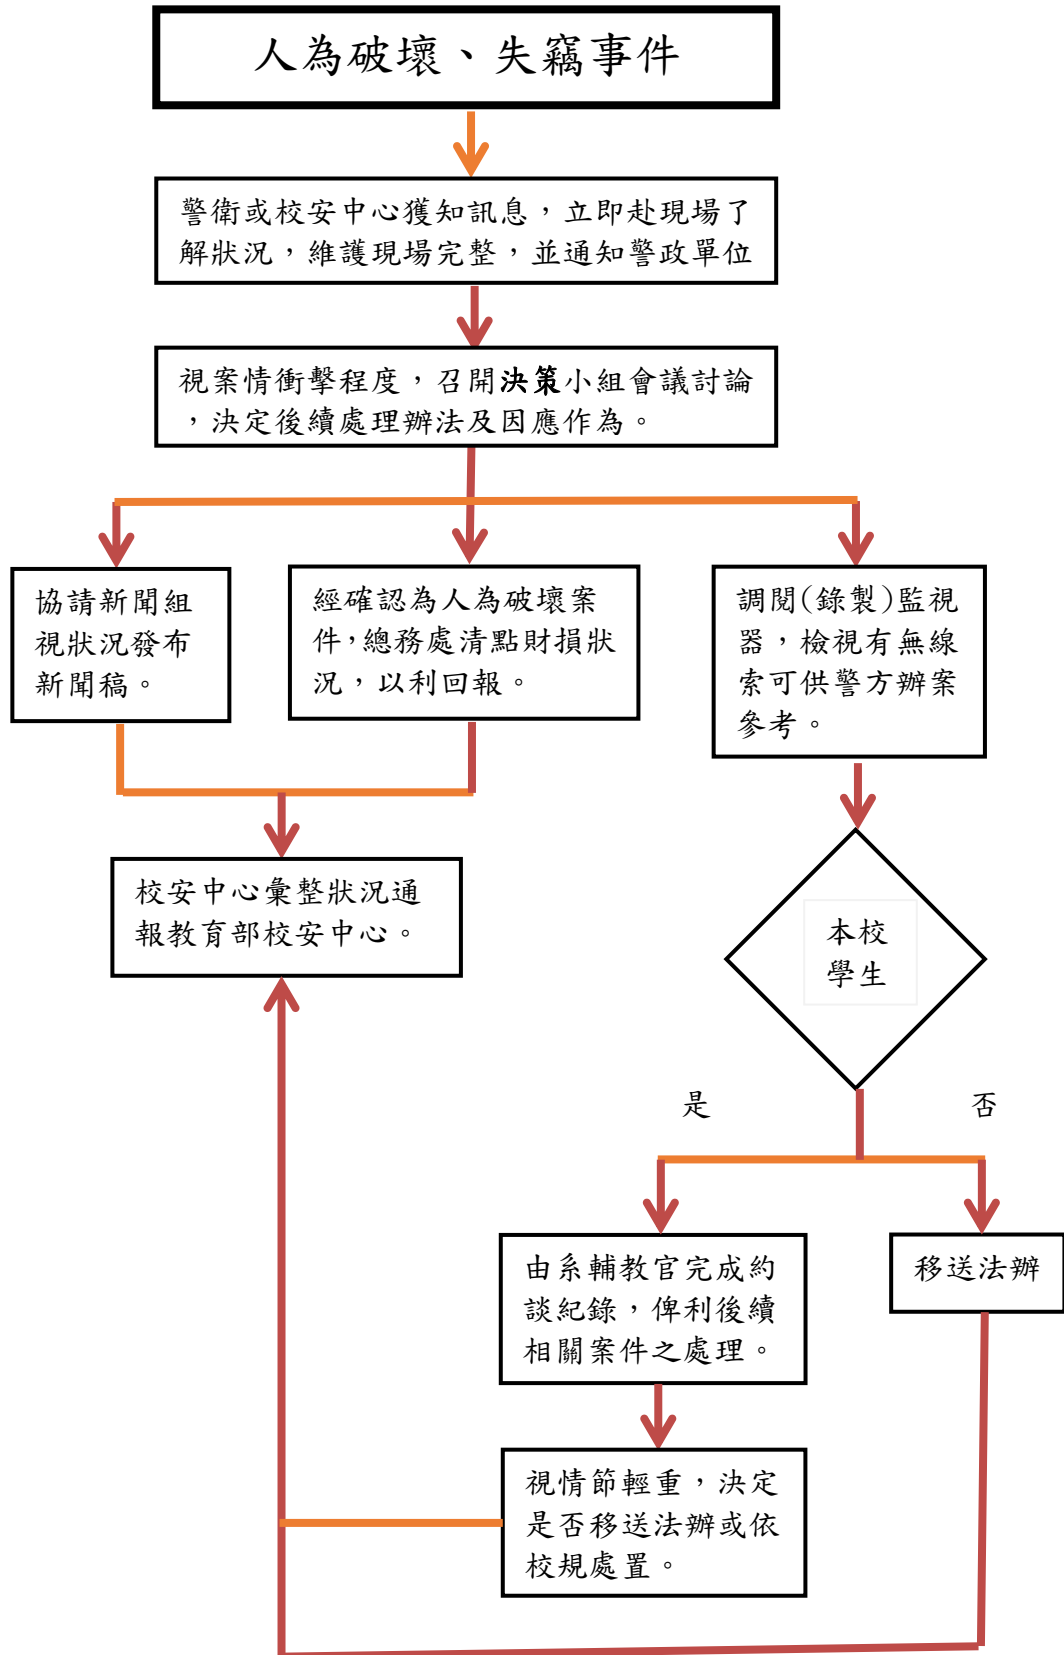 人為破壞、失竊事件
警衛或校安中心獲知訊息，立即赴現場了
解狀況，維護現場完整，並通知警政單位
視案情衝擊程度，召開決策小組會議討論
，決定後續處理辦法及因應作為。
協請新聞組
視狀況發布
新聞稿。
經確認為人為破壞案
件，總務處清點財損狀
況，以利回報。
調閱(錄製)監視
器，檢視有無線
索可供警方辦案
參考。
校安中心彙整狀況通
報教育部校安中心。
本校
學生
是
否
由系輔教官完成約
談紀錄，俾利後續
相關案件之處理。
移送法辦
視情節輕重，決定
是否移送法辦或依
校規處置。